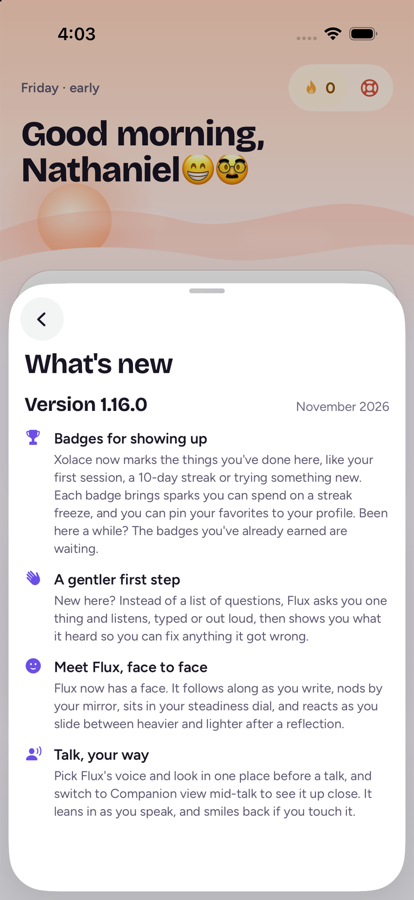 4:03
Friday · early
0
Good morning,
Nathaniel😁🥸
What's new
Version 1.16.0
November 2026
Badges for showing up
Xolace now marks the things you've done here, like your
first session, a 10-day streak or trying something new.
Each badge brings sparks you can spend on a streak
freeze, and you can pin your favorites to your profile. Been
here a while? The badges you've already earned are
waiting.
A gentler first step
New here? Instead of a list of questions, Flux asks you one
thing and listens, typed or out loud, then shows you what
it heard so you can fix anything it got wrong.
Meet Flux, face to face
Flux now has a face. It follows along as you write, nods by
your mirror, sits in your steadiness dial, and reacts as you
slide between heavier and lighter after a reflection.
Talk, your way
Pick Flux's voice and look in one place before a talk, and
switch to Companion view mid-talk to see it up close. It
leans in as you speak, and smiles back if you touch it.